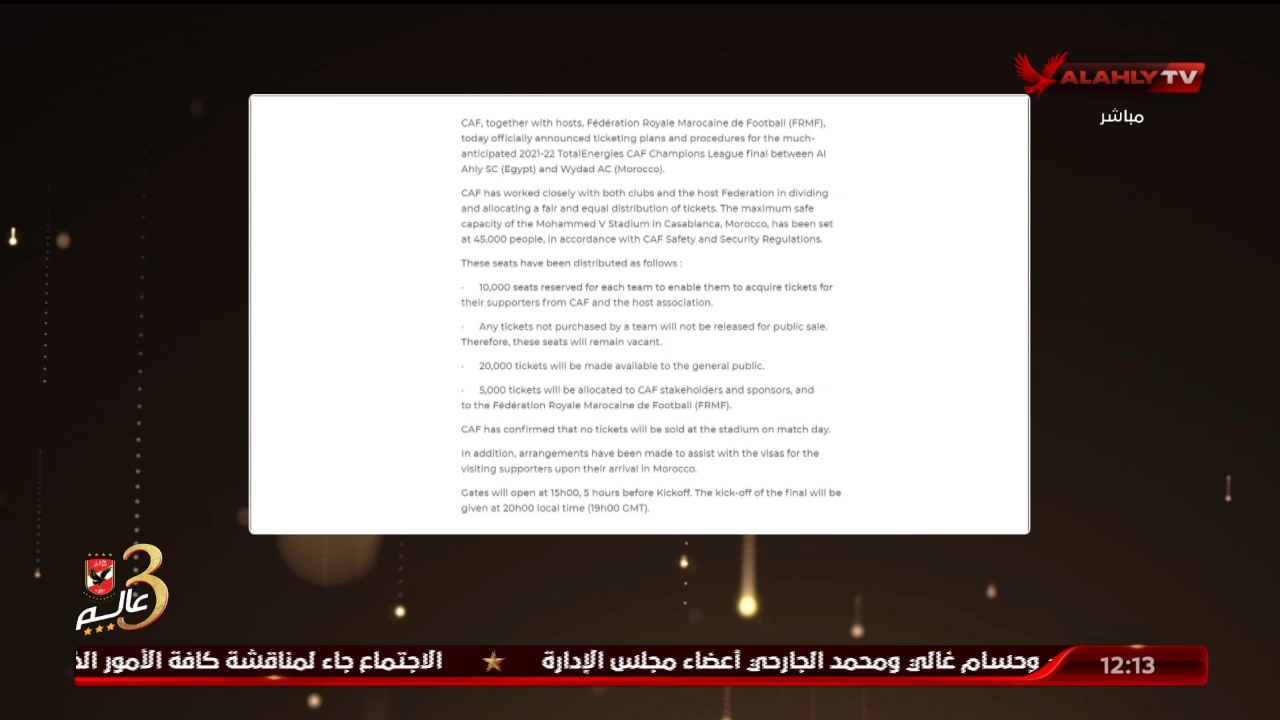 ALAHLY TV
مباشر
CAF, together with hosts, Fédération Royale Marocaine de Football (FRMF),
today officially announced ticketing plans and procedures for the much-
anticipated 2021-22 TotalEnergies CAF Champions League final between Al
Ahly SC (Egypt) and Wydad AC (Morocco).
CAF has worked closely with both clubs and the host Federation in dividing
and allocating a fair and equal distribution of tickets. The maximum safe
capacity of the Mohammed V Stadium in Casablanca, Morocco, has been set
at 45,000 people, in accordance with CAF Safety and Security Regulations.
These seats have been distributed as follows :
· 10,000 seats reserved for each team to enable them to acquire tickets for
their supporters from CAF and the host association.
· Any tickets not purchased by a team will not be released for public sale.
Therefore, these seats will remain vacant.
· 20,000 tickets will be made available to the general public.
· 5,000 tickets will be allocated to CAF stakeholders and sponsors, and
to the Fédération Royale Marocaine de Football (FRMF).
CAF has confirmed that no tickets will be sold at the stadium on match day.
In addition, arrangements have been made to assist with the visas for the
visiting supporters upon their arrival in Morocco.
Gates will open at 15h00, 5 hours before Kickoff. The kick-off of the final will be
given at 20h00 local time (19h00 GMT).
3
عالم
وحسام غالي ومحمد الجارحي أعضاء مجلس الإدارة ★ الاجتماع جاء لمناقشة كافة الأمور
12:13